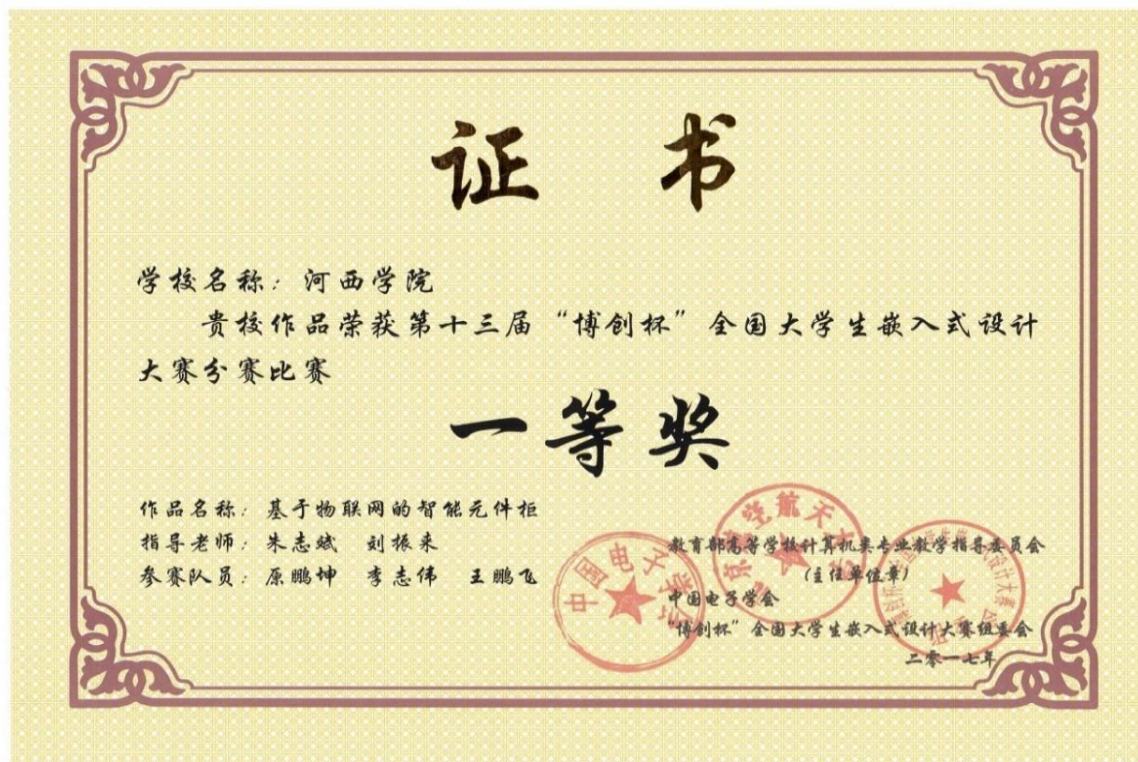 证 书
学校名称：河西学院
贵校作品荣获第十三届“博创杯”全国大学生嵌入式设计
大赛分赛比赛
一等奖
作品名称：基于物联网的智能元件柜
指导老师：朱志斌 刘振来
参赛队员：原鹏坤 李志伟 王鹏飞
教育部高等学校计算机类专业教学指导委员会
（主任单位章）
中国电子学会
“博创杯”全国大学生嵌入式设计大赛组委会
二零一七年
中国电子学会